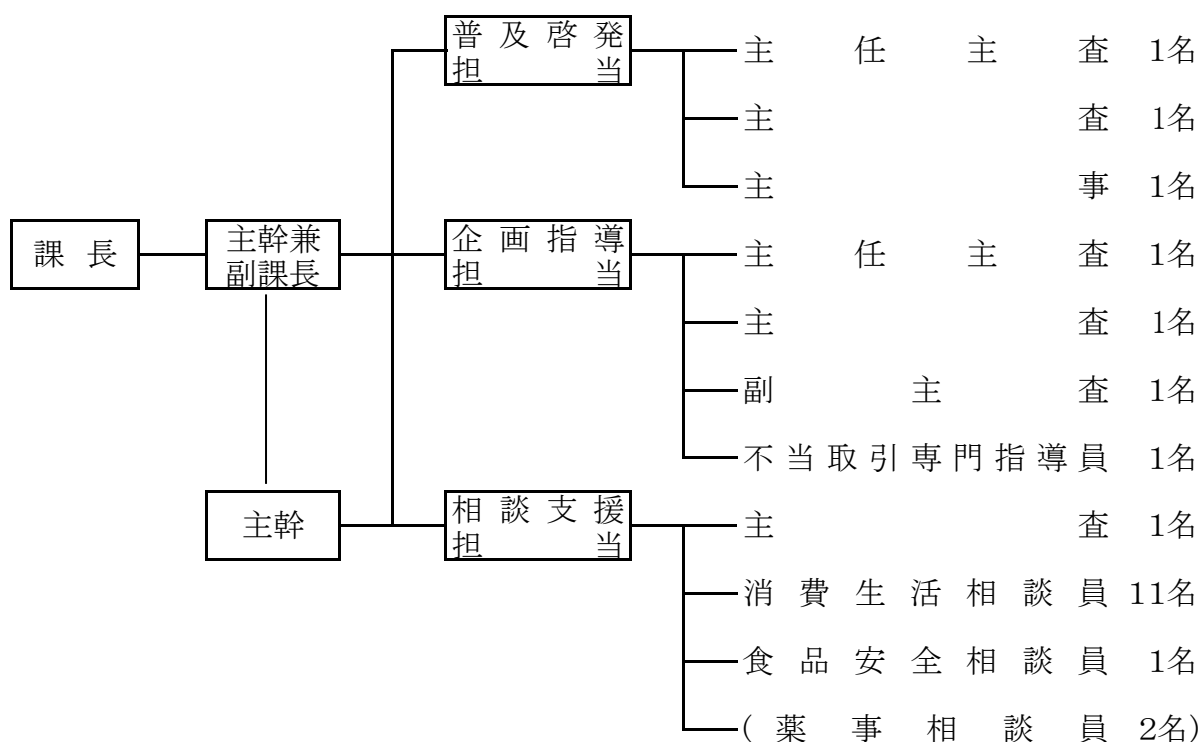 課長
主幹兼
副課長
主幹
普及啓発
担当
主任主査 1名
主査 1名
主事 1名
企画指導
担当
主任主査 1名
主査 1名
副主査 1名
不当取引専門指導員 1名
相談支援
担当
主査 1名
消費生活相談員 11名
食品安全相談員 1名
(薬事相談員 2名)